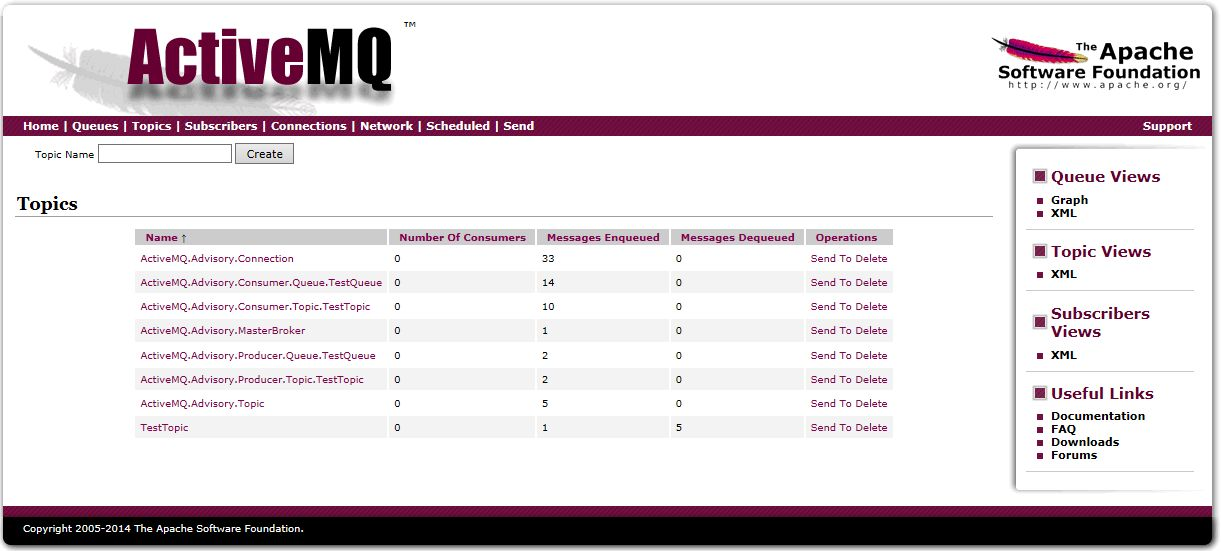 ActiveMQ ™
The Apache
Software Foundation
http://www.apache.org/
Home | Queues | Topics | Subscribers | Connections | Network | Scheduled | Send
Support
Topic Name Create
Topics
Name ↑ Number Of Consumers Messages Enqueued Messages Dequeued Operations
ActiveMQ.Advisory.Connection 0 33 0 Send To Delete
ActiveMQ.Advisory.Consumer.Queue.TestQueue 0 14 0 Send To Delete
ActiveMQ.Advisory.Consumer.Topic.TestTopic 0 10 0 Send To Delete
ActiveMQ.Advisory.MasterBroker 0 1 0 Send To Delete
ActiveMQ.Advisory.Producer.Queue.TestQueue 0 2 0 Send To Delete
ActiveMQ.Advisory.Producer.Topic.TestTopic 0 2 0 Send To Delete
ActiveMQ.Advisory.Topic 0 5 0 Send To Delete
TestTopic 0 1 5 Send To Delete
Queue Views
Graph
XML
Topic Views
XML
Subscribers
Views
XML
Useful Links
Documentation
FAQ
Downloads
Forums
Copyright 2005-2014 The Apache Software Foundation.